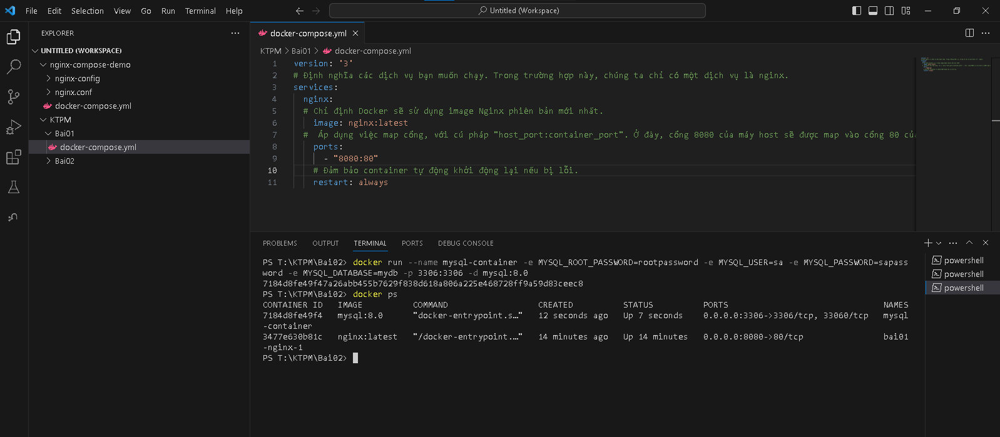 File Edit Selection View Go Run Terminal Help
Untitled (Workspace)
EXPLORER
UNTITLED (WORKSPACE)
nginx-compose-demo
nginx-config
nginx.conf
docker-compose.yml
KTPM
Bai01
docker-compose.yml
Bai02
docker-compose.yml
KTPM > Bai01 > docker-compose.yml
1 version: '3'
2 # Định nghĩa các dịch vụ bạn muốn chạy. Trong trường hợp này, chúng ta chỉ có một dịch vụ là nginx.
3 services:
4 nginx:
5 # Chỉ định Docker sẽ sử dụng image Nginx phiên bản mới nhất.
6 image: nginx:latest
7 # Áp dụng việc map cổng, với cú pháp "host_port:container_port". Ở đây, cổng 8080 của máy host sẽ được map vào cổng 80 củ
8 ports:
9 - "8080:80"
10 # Đảm bảo container tự động khởi động lại nếu bị lỗi.
11 restart: always
PROBLEMS OUTPUT TERMINAL PORTS DEBUG CONSOLE
PS T:\KTPM\Bai02> docker run --name mysql-container -e MYSQL_ROOT_PASSWORD=rootpassword -e MYSQL_USER=sa -e MYSQL_PASSWORD=sapass
word -e MYSQL_DATABASE=mydb -p 3306:3306 -d mysql:8.0
7184d8fe49f47a26abb455b7629f838d618a806a225e468728ff9a59d83ceec8
PS T:\KTPM\Bai02> docker ps
CONTAINER ID IMAGE COMMAND CREATED STATUS PORTS NAMES
7184d8fe49f4 mysql:8.0 "docker-entrypoint.s…" 12 seconds ago Up 7 seconds 0.0.0.0:3306->3306/tcp, 33060/tcp mysql
-container
3477e630b81c nginx:latest "/docker-entrypoint.…" 14 minutes ago Up 14 minutes 0.0.0.0:8080->80/tcp bai01
-nginx-1
PS T:\KTPM\Bai02>
powershell
powershell
powershell